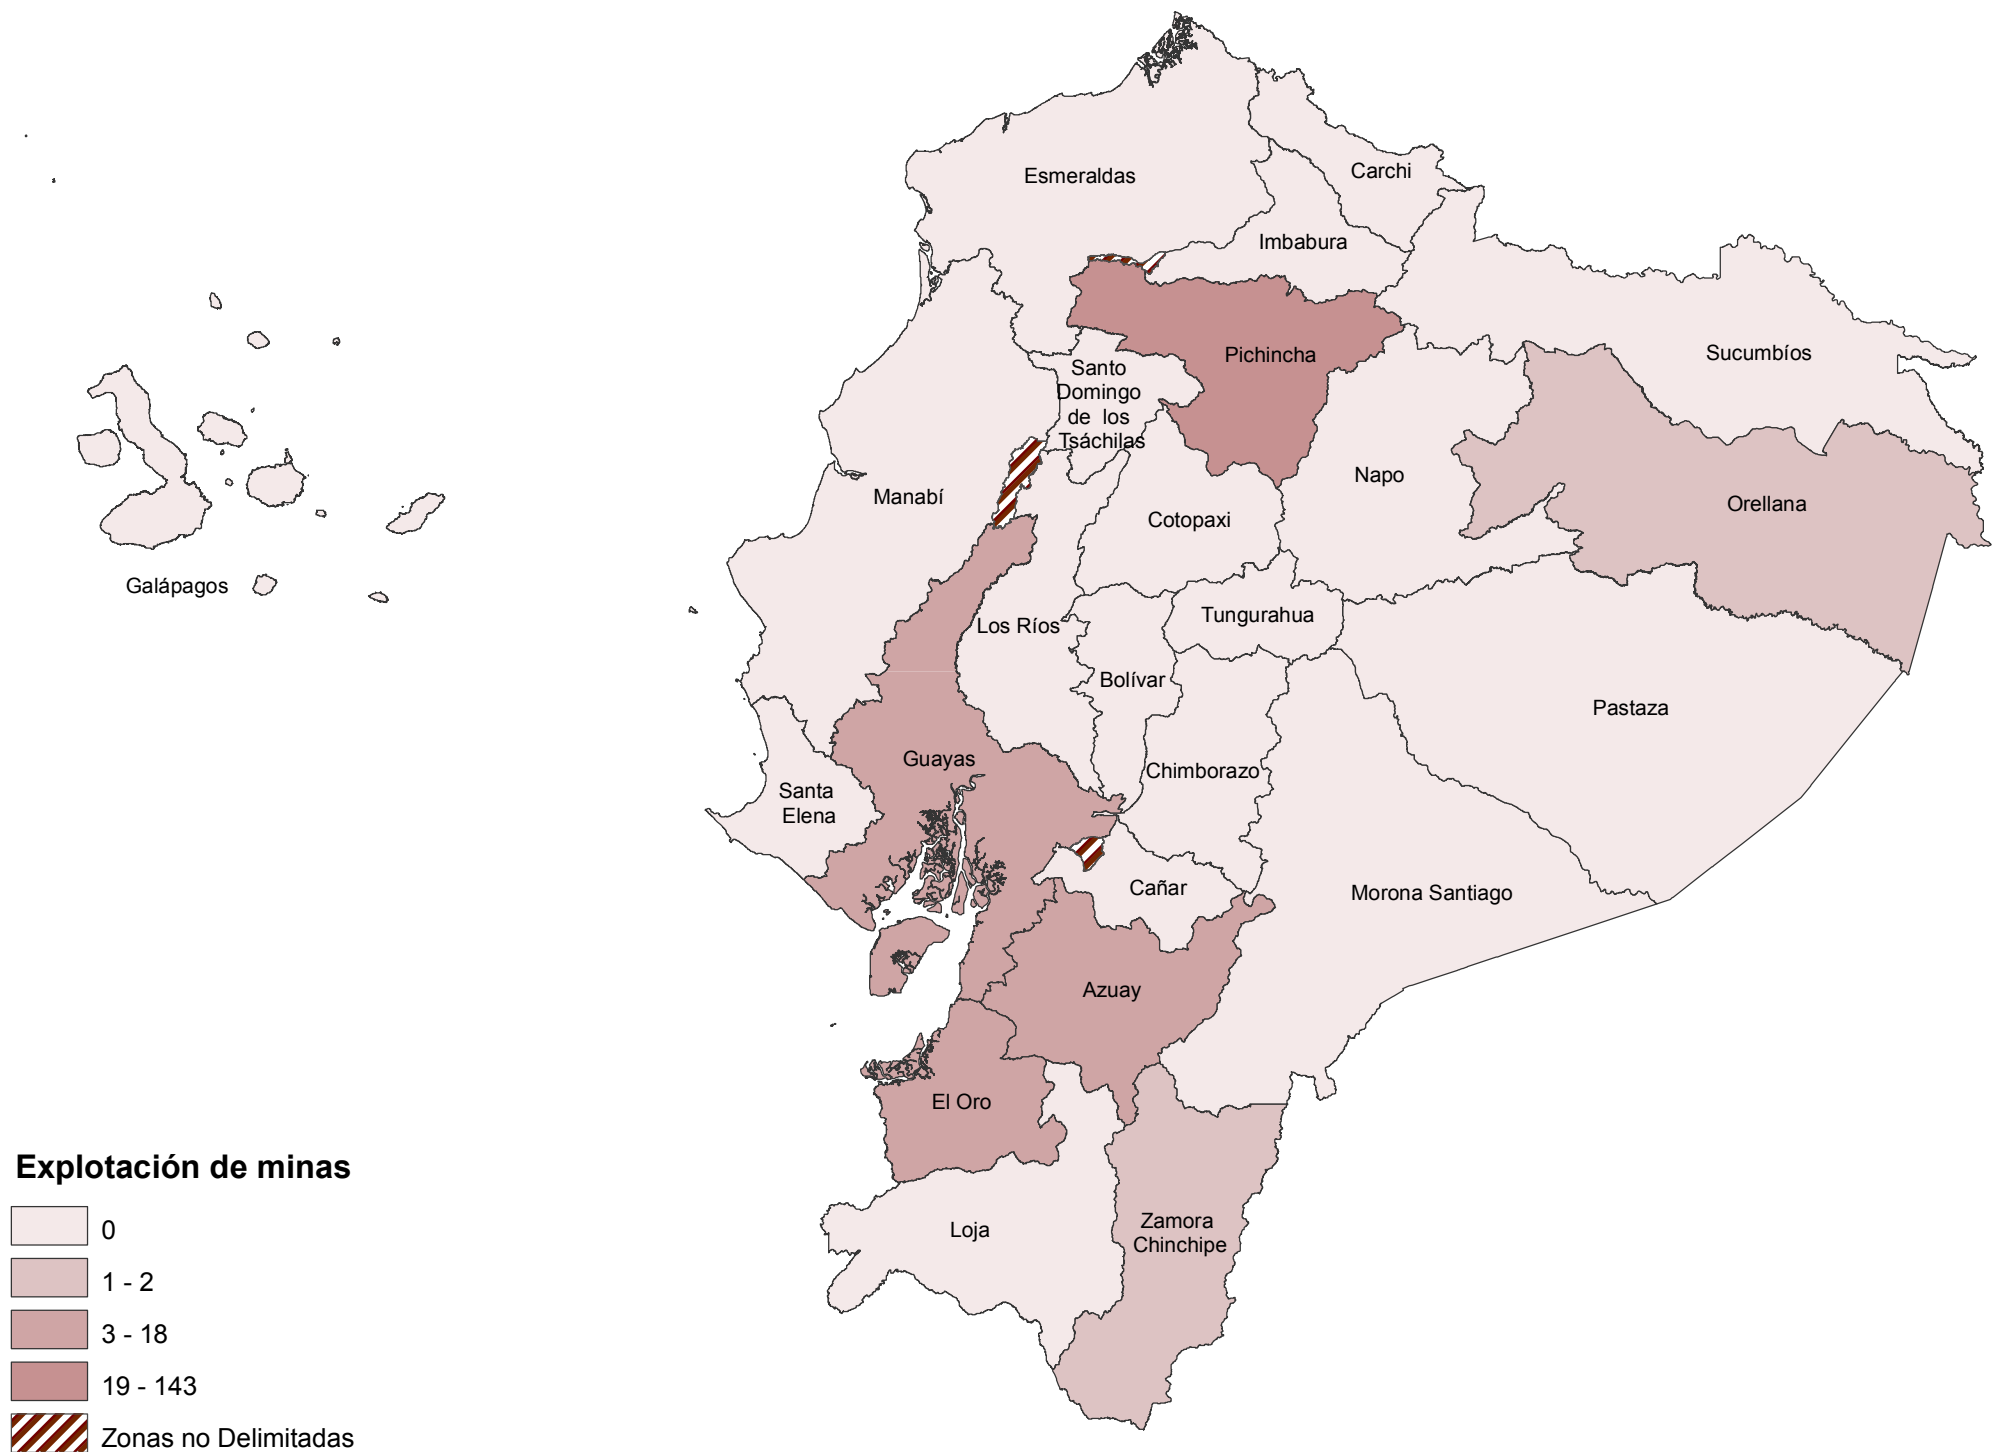 Esmeraldas
Carchi
Imbabura
Pichincha
Sucumbíos
Santo
Domingo
de los
Tsáchilas
Napo
Manabí
Orellana
Cotopaxi
Galápagos
Tungurahua
Los Ríos
Bolívar
Pastaza
Guayas
Chimborazo
Santa
Elena
Cañar
Morona Santiago
Azuay
El Oro
Zamora
Chinchipe
Loja
Explotación de minas
0
1 - 2
3 - 18
19 - 143
Zonas no Delimitadas